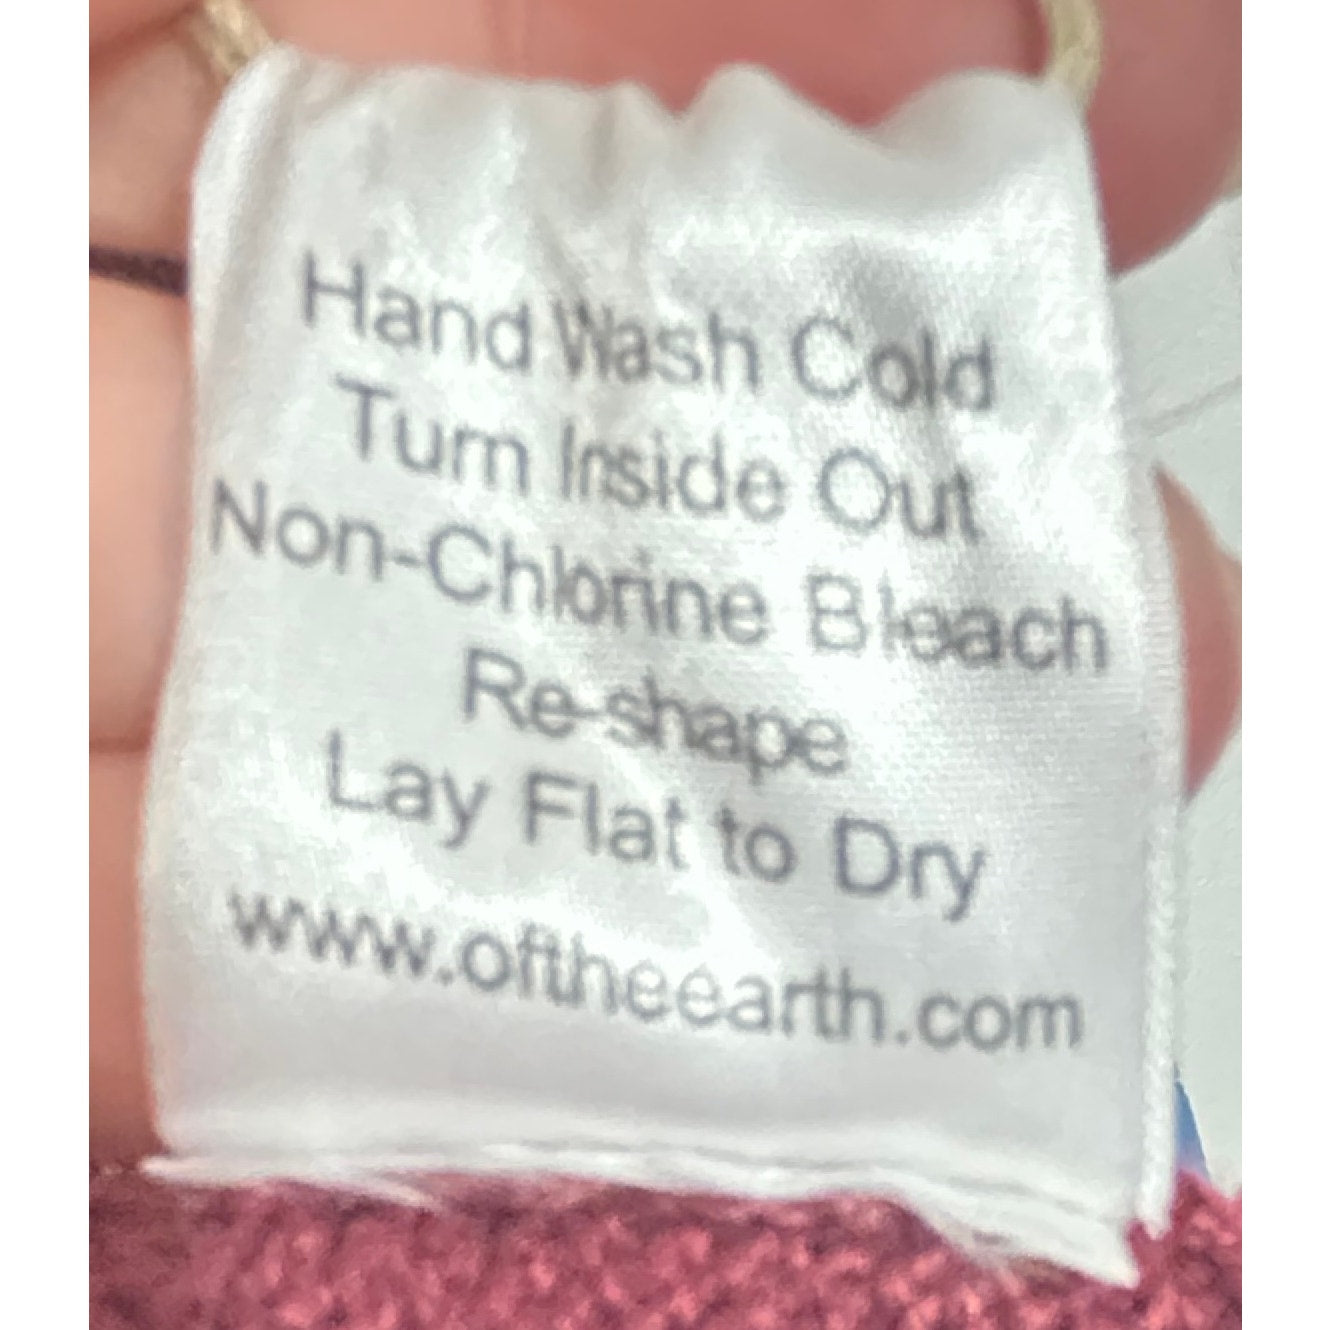 Hand Wash Cold
Turn Inside Out
Non-Chlorine Bleach
Re-shape
Lay Flat to Dry
www.oftheearth.com